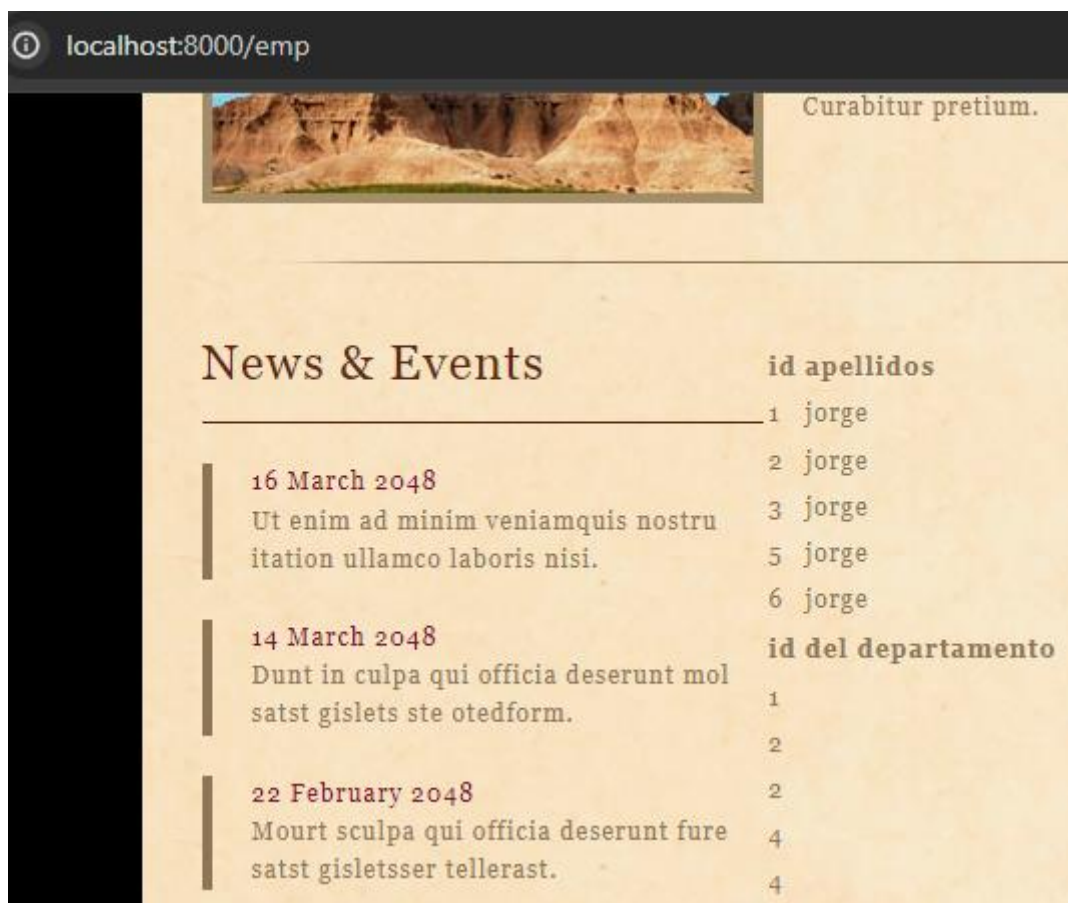 localhost:8000/emp
Curabitur pretium.
News & Events
16 March 2048
Ut enim ad minim veniamquis nostru
itation ullamco laboris nisi.
14 March 2048
Dunt in culpa qui officia deserunt mol
satst gislets ste otedform.
22 February 2048
Mourt sculpa qui officia deserunt fure
satst gisletsser tellerast.
id apellidos
1 jorge
2 jorge
3 jorge
5 jorge
6 jorge
id del departamento
1
2
2
4
4